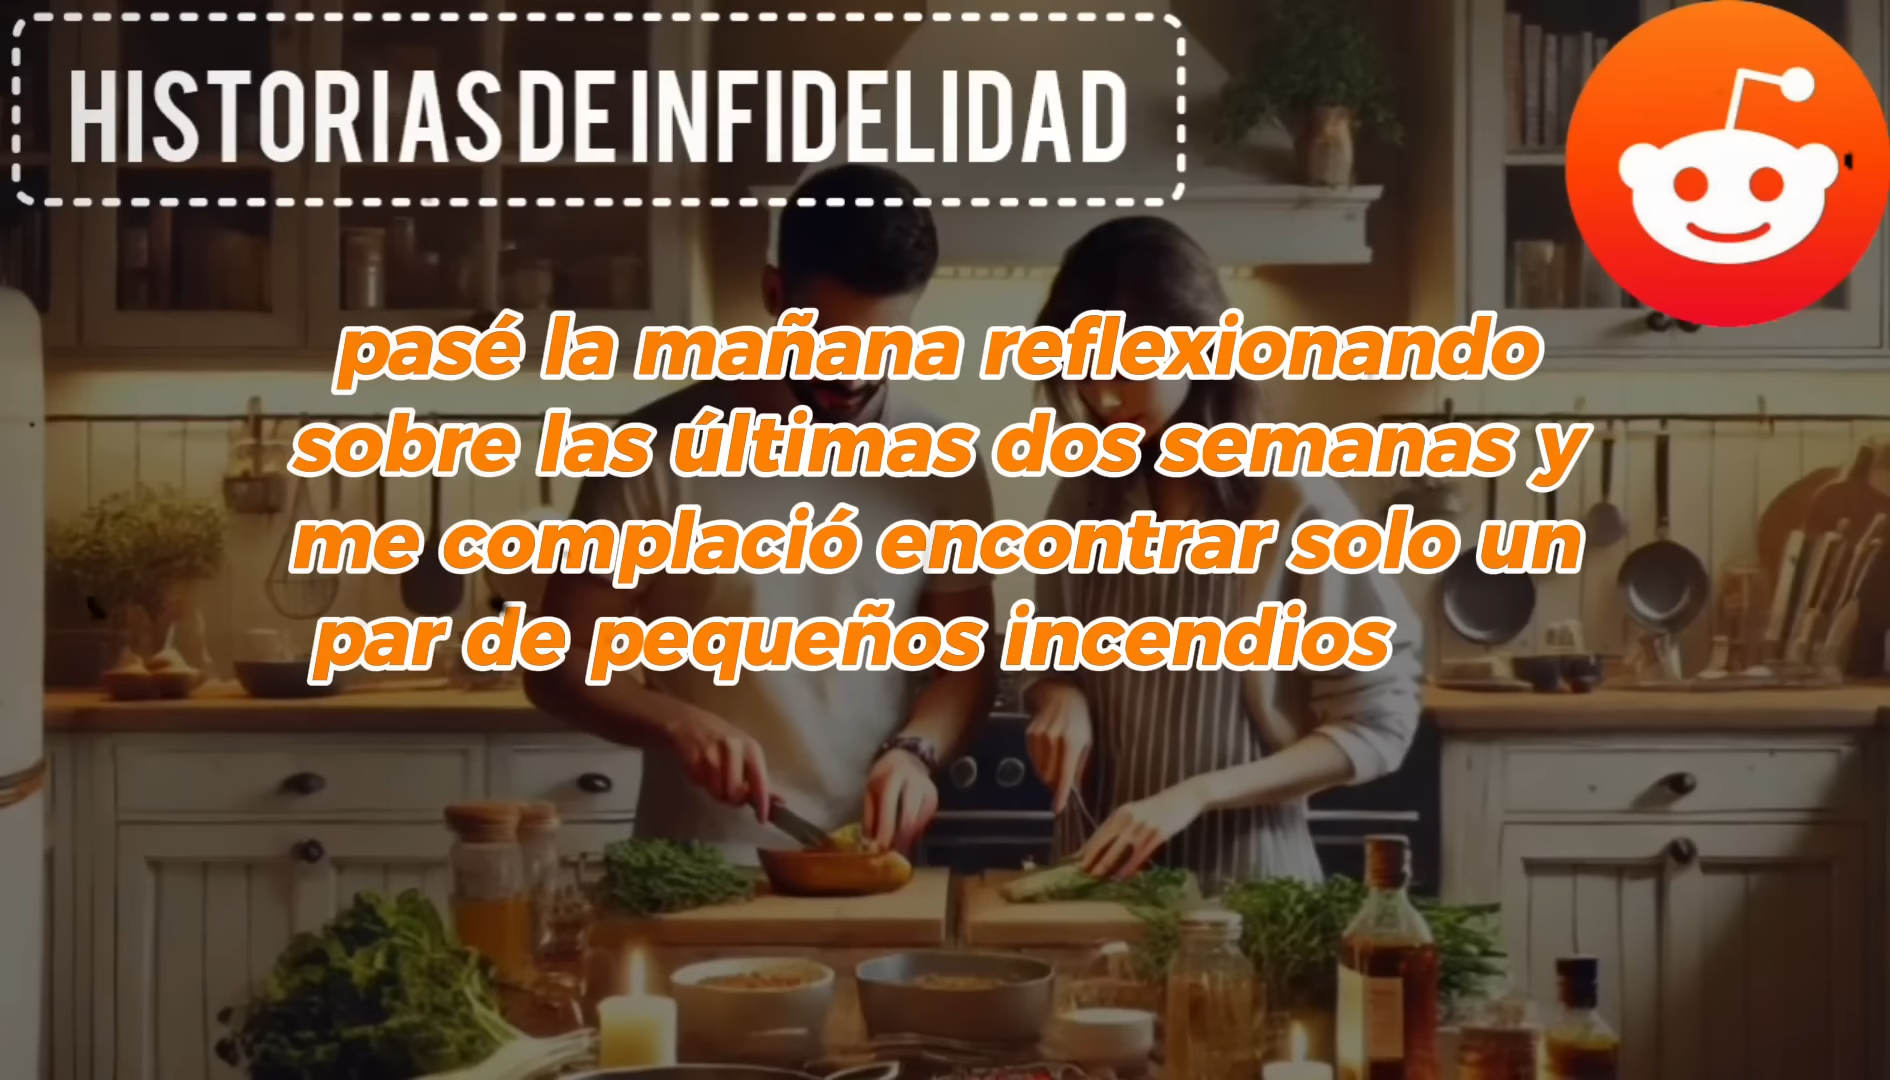 HISTORIAS DE INFIDELIDAD
pasé la mañana reflexionando
sobre las últimas dos semanas y
me complació encontrar solo un
par de pequeños incendios